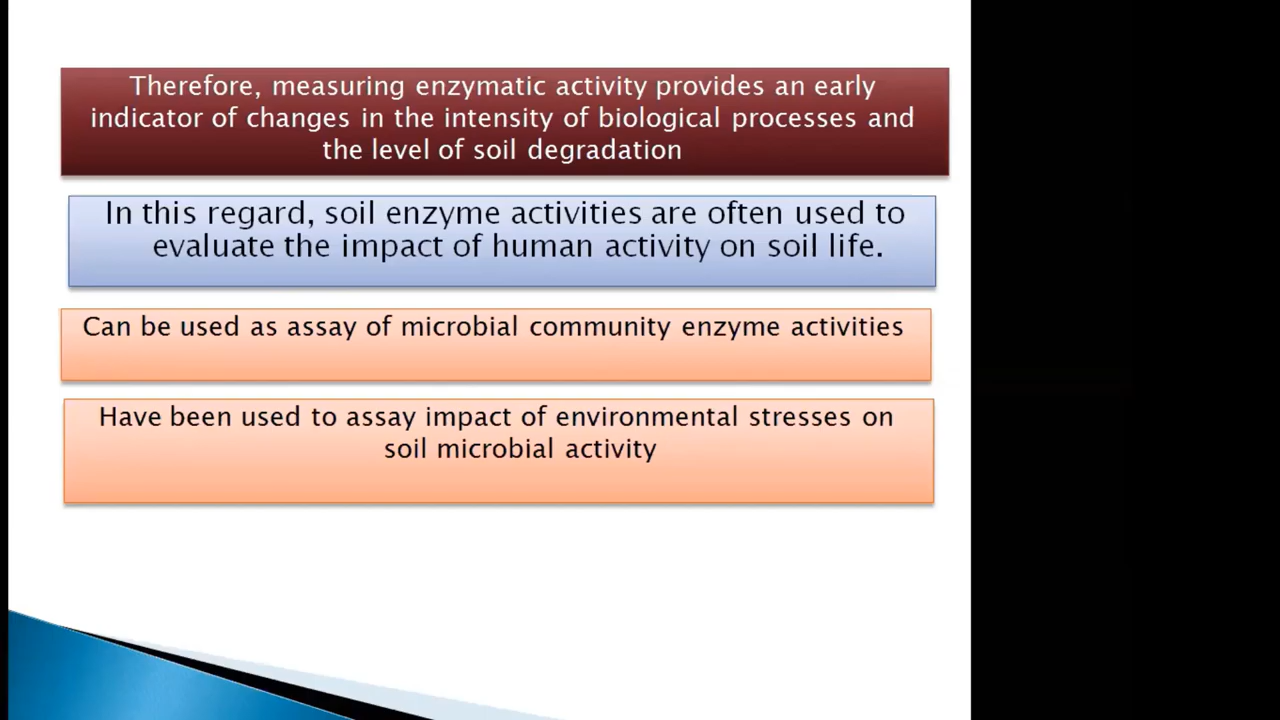 Therefore, measuring enzymatic activity provides an early
indicator of changes in the intensity of biological processes and
the level of soil degradation
In this regard, soil enzyme activities are often used to
evaluate the impact of human activity on soil life.
Can be used as assay of microbial community enzyme activities
Have been used to assay impact of environmental stresses on
soil microbial activity